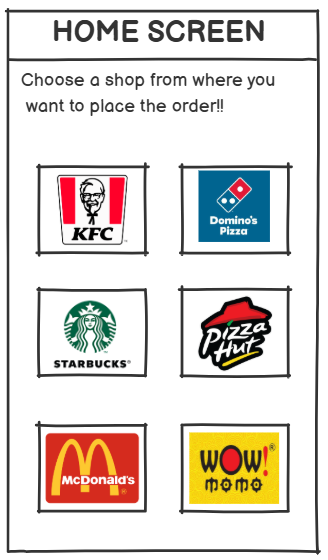 HOME SCREEN
Choose a shop from where you
want to place the order!!
KFC
Domino's
Pizza
STARBUCKS®
Pizza
Hut
McDonald's
®
WOW!®
MOMO